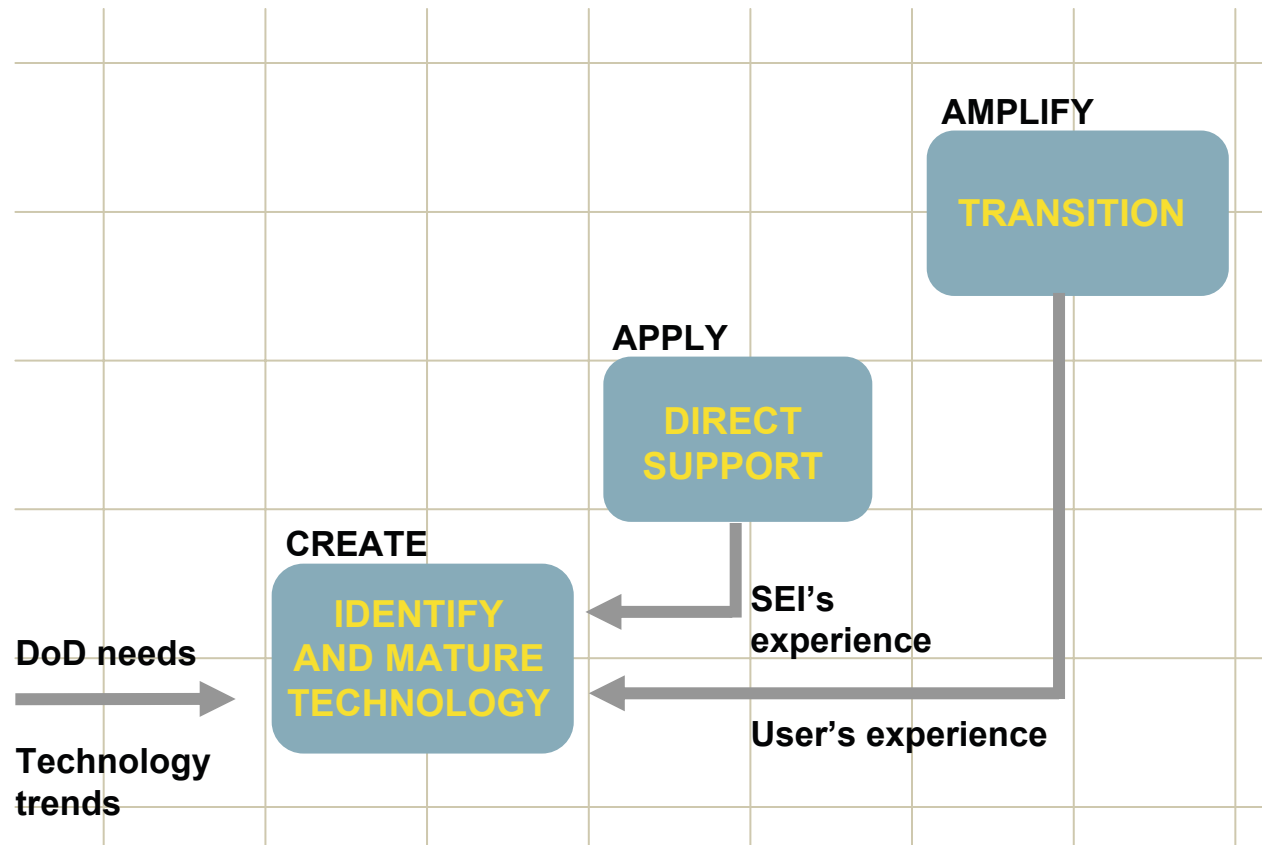 AMPLIFY
TRANSITION
APPLY
DIRECT
SUPPORT
CREATE
IDENTIFY
AND MATURE
TECHNOLOGY
SEI’s
experience
DoD needs
User’s experience
Technology
trends